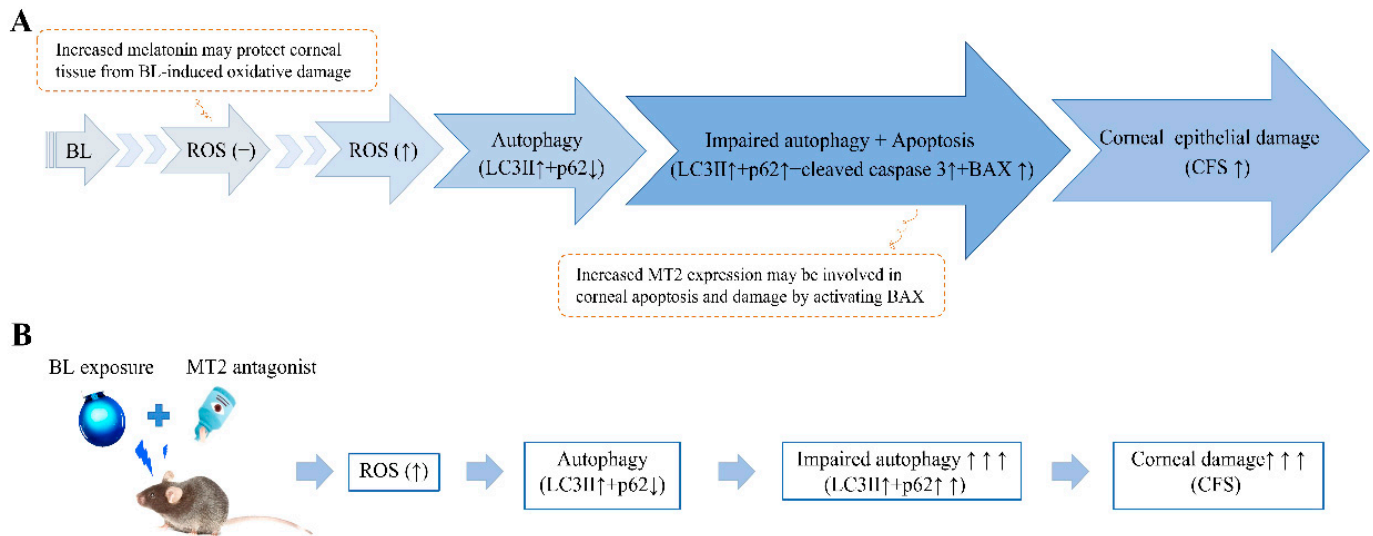 A
Increased melatonin may protect corneal
tissue from BL-induced oxidative damage
BL
ROS (−)
ROS (↑)
Autophagy
(LC3II↑+p62↓)
Impaired autophagy + Apoptosis
(LC3II↑+p62↑−cleaved caspase 3↑+BAX ↑)
Corneal epithelial damage
(CFS ↑)
Increased MT2 expression may be involved in
corneal apoptosis and damage by activating BAX
B
BL exposure
MT2 antagonist
ROS (↑)
Autophagy
(LC3II↑+p62↓)
Impaired autophagy ↑ ↑ ↑
(LC3II↑+p62↑ ↑)
Corneal damage↑ ↑ ↑
(CFS)